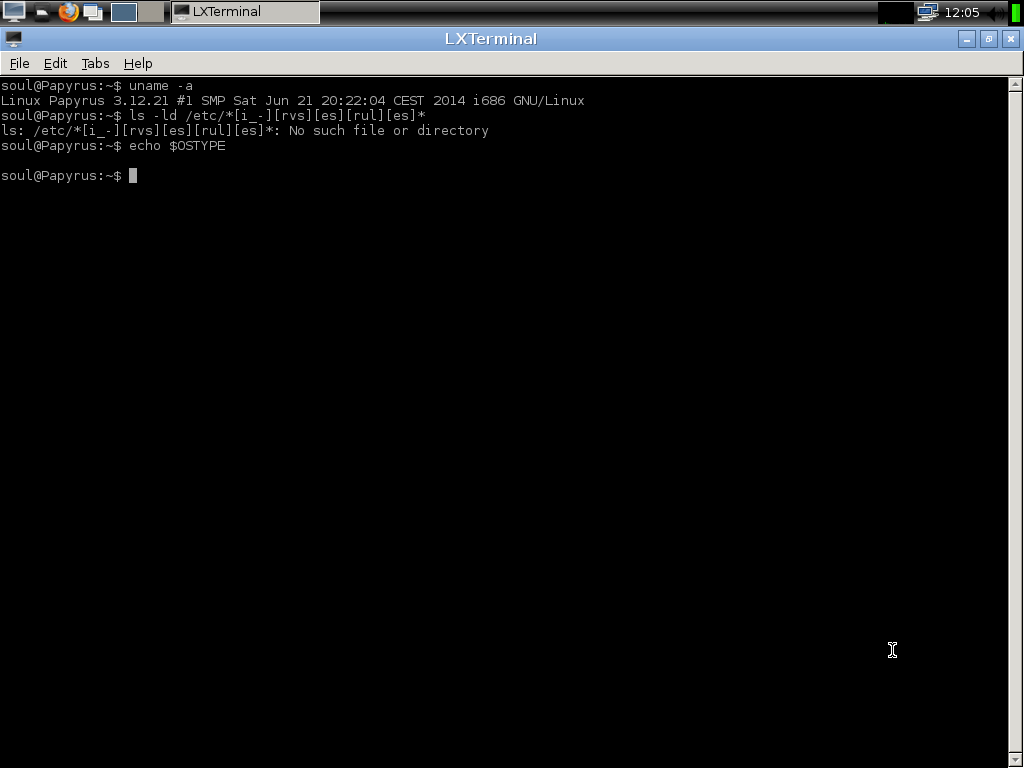 LXTerminal
12:05
LXTerminal
File Edit Tabs Help
soul@Papyrus:~$ uname -a
Linux Papyrus 3.12.21 #1 SMP Sat Jun 21 20:22:04 CEST 2014 i686 GNU/Linux
soul@Papyrus:~$ ls -ld /etc/*[i_-][rvs][es][rul][es]*
ls: /etc/*[i_-][rvs][es][rul][es]*: No such file or directory
soul@Papyrus:~$ echo $OSTYPE
soul@Papyrus:~$